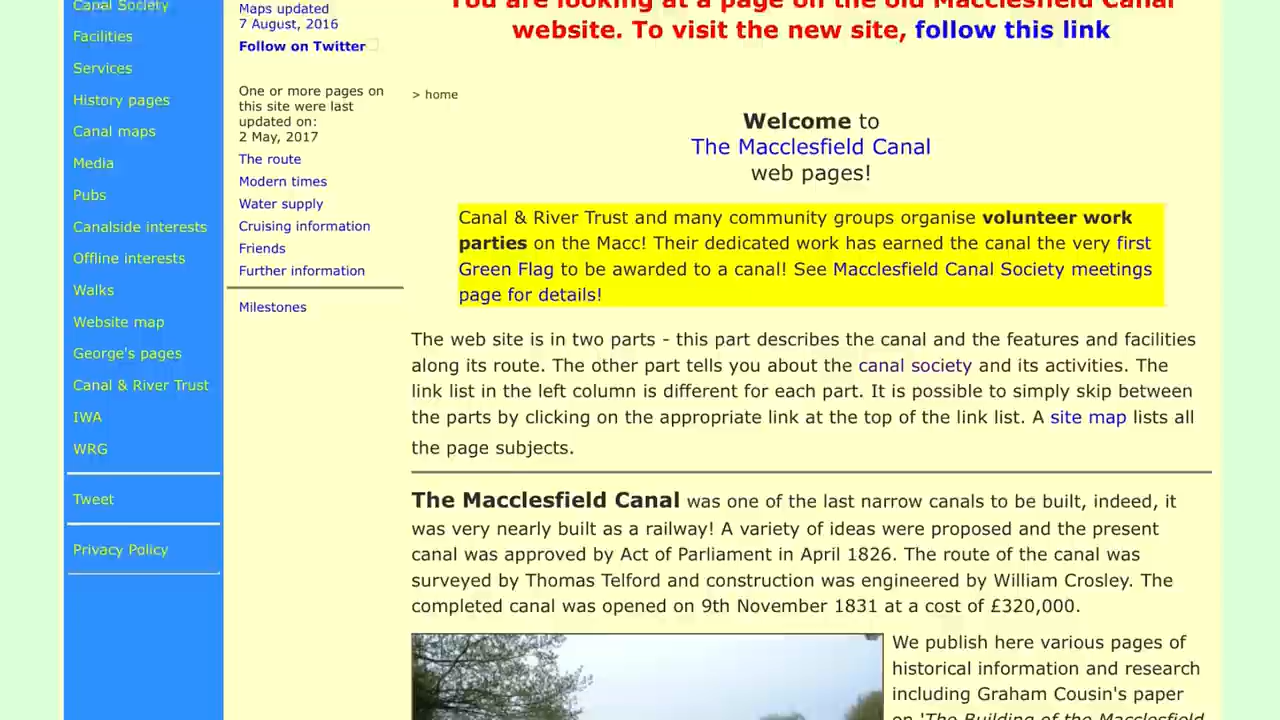 Canal Society
Facilities
Services
History pages
Canal maps
Media
Pubs
Canalside interests
Offline interests
Walks
Website map
George's pages
Canal & River Trust
IWA
WRG
Tweet
Privacy Policy
Maps updated
7 August, 2016
Follow on Twitter
One or more pages on
this site were last
updated on:
2 May, 2017
The route
Modern times
Water supply
Cruising information
Friends
Further information
Milestones
You are looking at a page on the old Macclesfield Canal
website. To visit the new site, follow this link
> home
Welcome to
The Macclesfield Canal
web pages!
Canal & River Trust and many community groups organise volunteer work
parties on the Macc! Their dedicated work has earned the canal the very first
Green Flag to be awarded to a canal! See Macclesfield Canal Society meetings
page for details!
The web site is in two parts - this part describes the canal and the features and facilities
along its route. The other part tells you about the canal society and its activities. The
link list in the left column is different for each part. It is possible to simply skip between
the parts by clicking on the appropriate link at the top of the link list. A site map lists all
the page subjects.
The Macclesfield Canal was one of the last narrow canals to be built, indeed, it
was very nearly built as a railway! A variety of ideas were proposed and the present
canal was approved by Act of Parliament in April 1826. The route of the canal was
surveyed by Thomas Telford and construction was engineered by William Crosley. The
completed canal was opened on 9th November 1831 at a cost of £320,000.
We publish here various pages of
historical information and research
including Graham Cousin's paper
on 'The Building of the Macclesfield